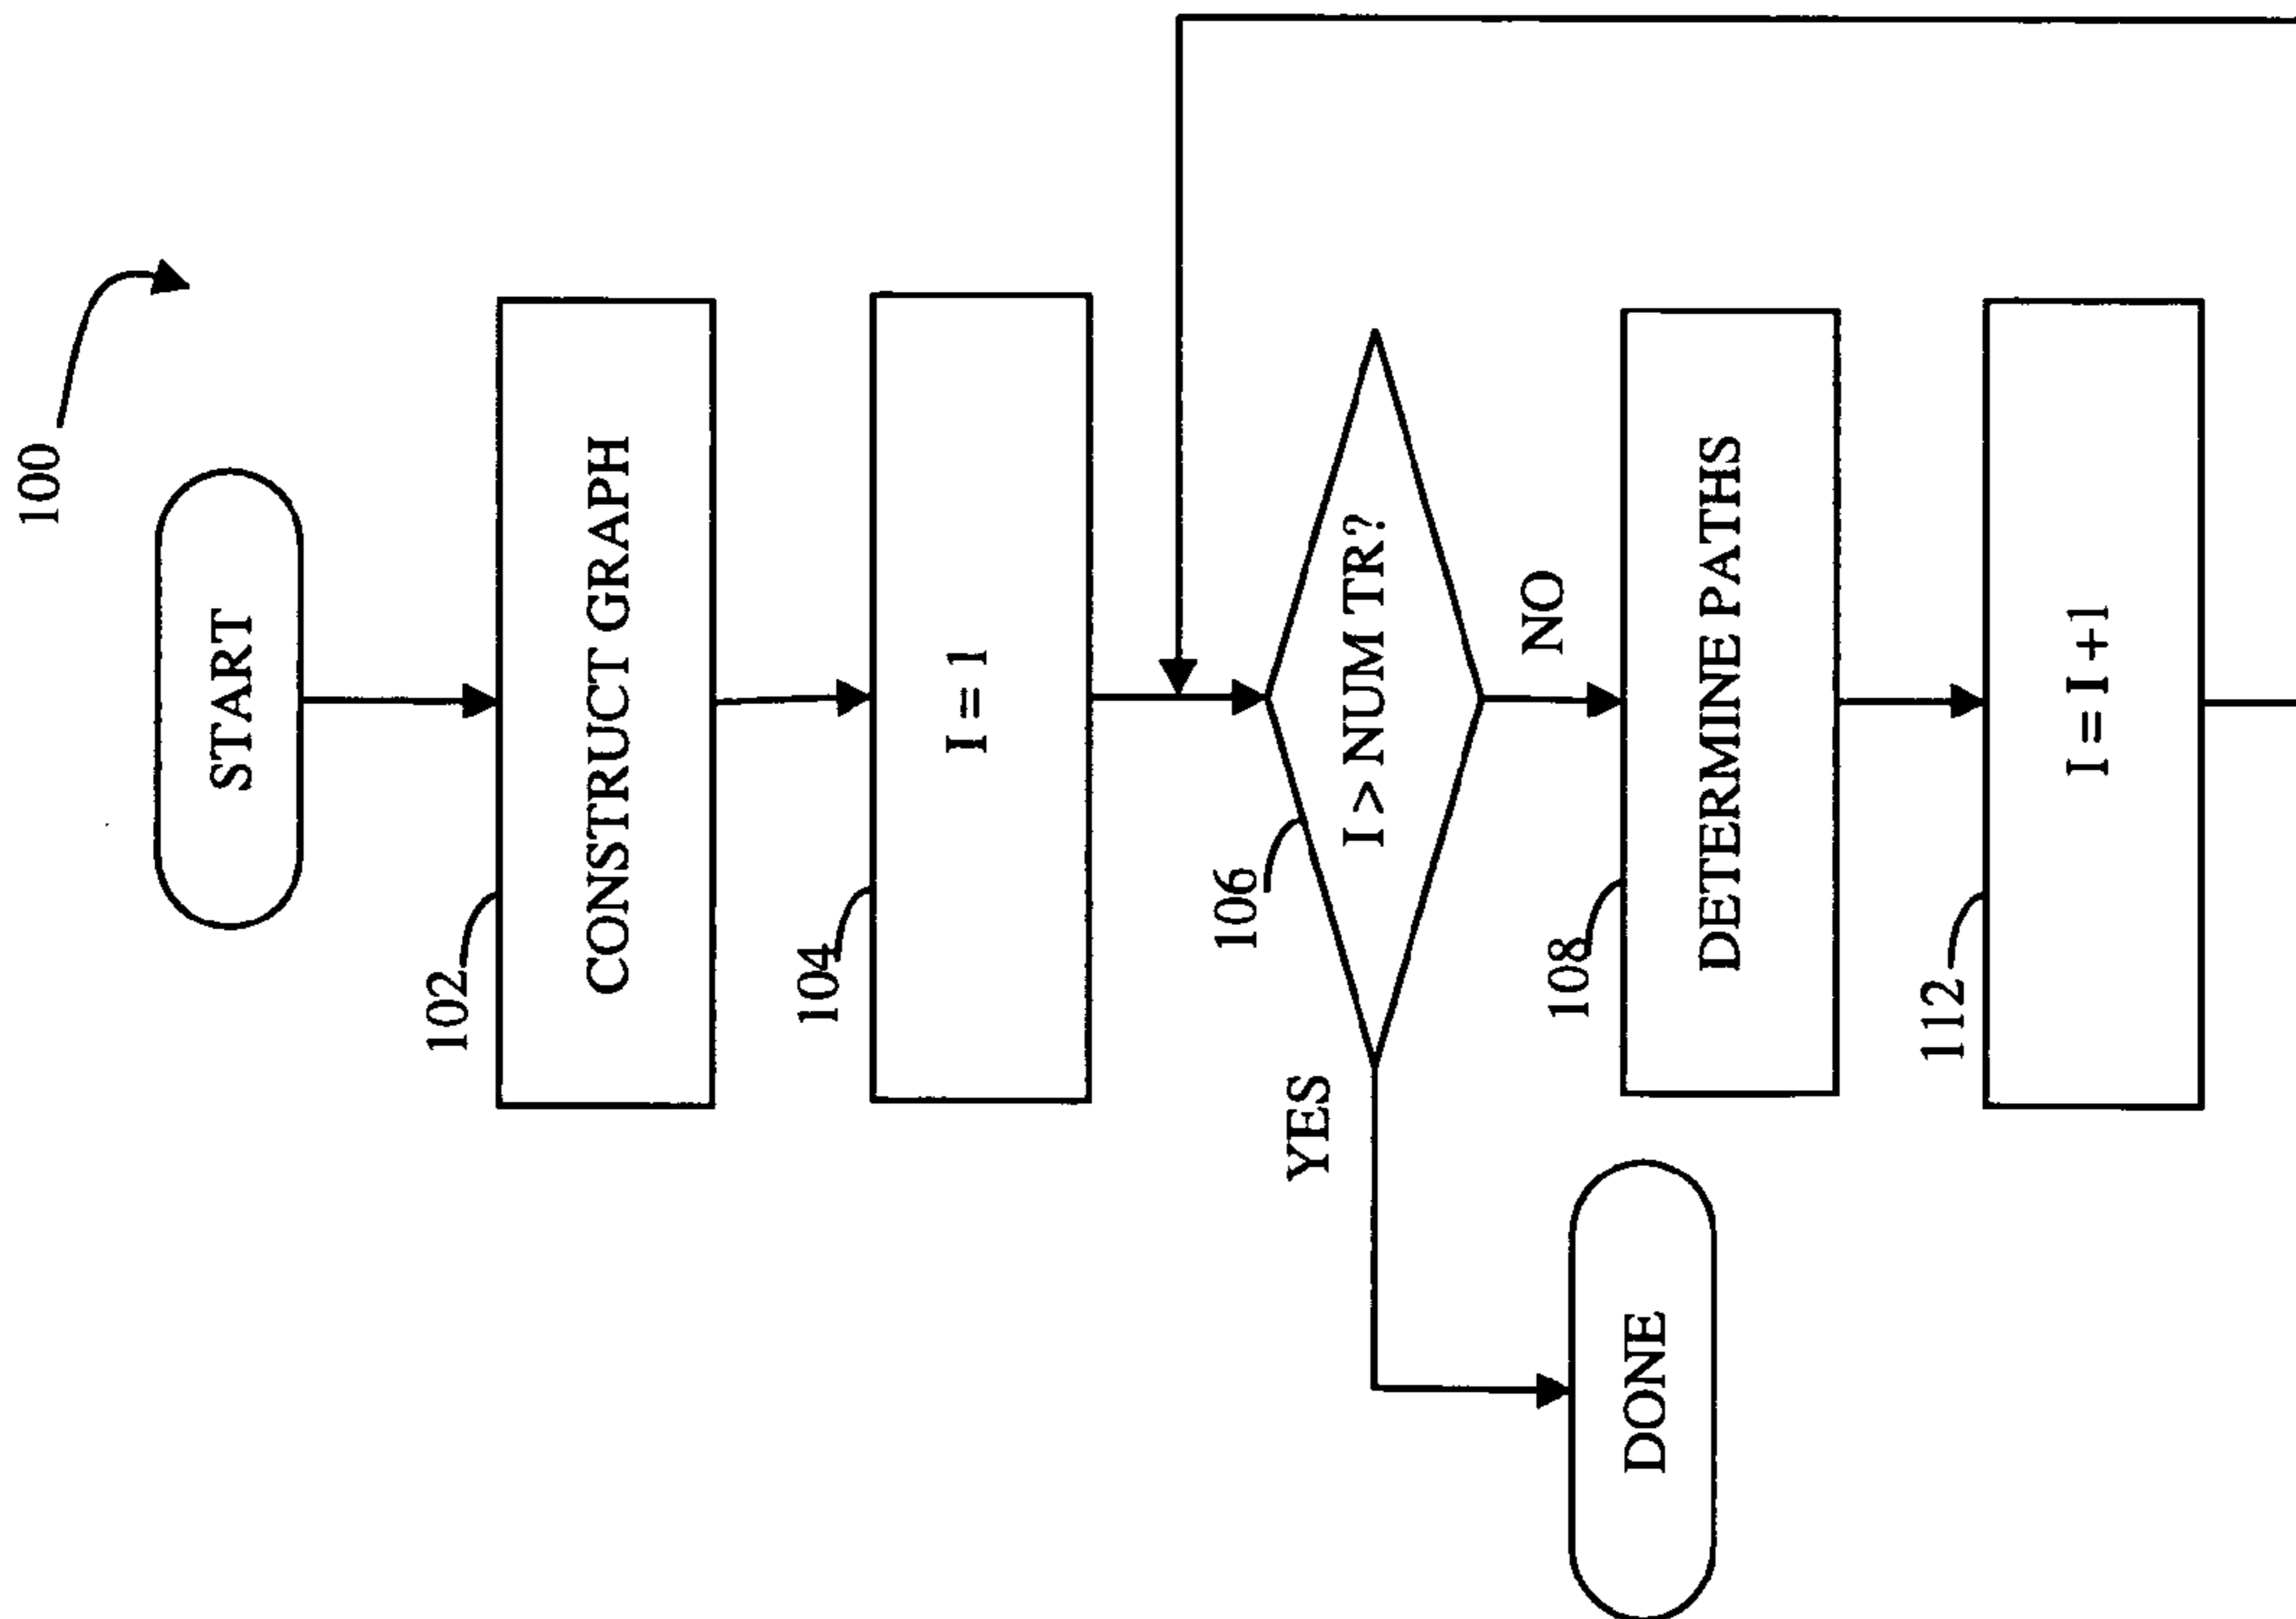 100
START
102
CONSTRUCT GRAPH
104
I = 1
106
I > NUM TR?
YES
NO
108
DETERMINE PATHS
DONE
112
I = I +1